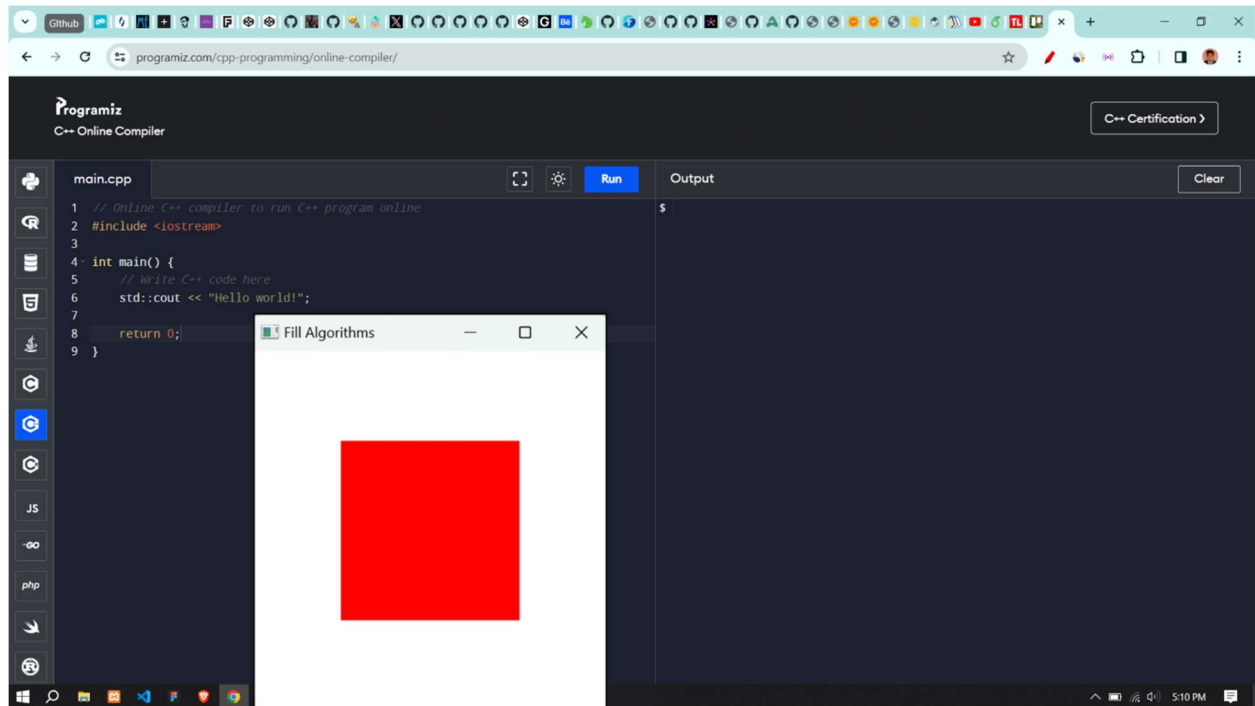 GIthub
programiz.com/cpp-programming/online-compiler/
Programiz
C++ Online Compiler
C++ Certification
main.cpp
Run
Output
Clear
1 // Online C++ compiler to run C++ program online
2 #include <iostream>
3
4 int main() {
5 // Write C++ code here
6 std::cout << "Hello world!";
7
8 return 0;
9 }
$
Fill Algorithms
JS
GO
php
5:10 PM